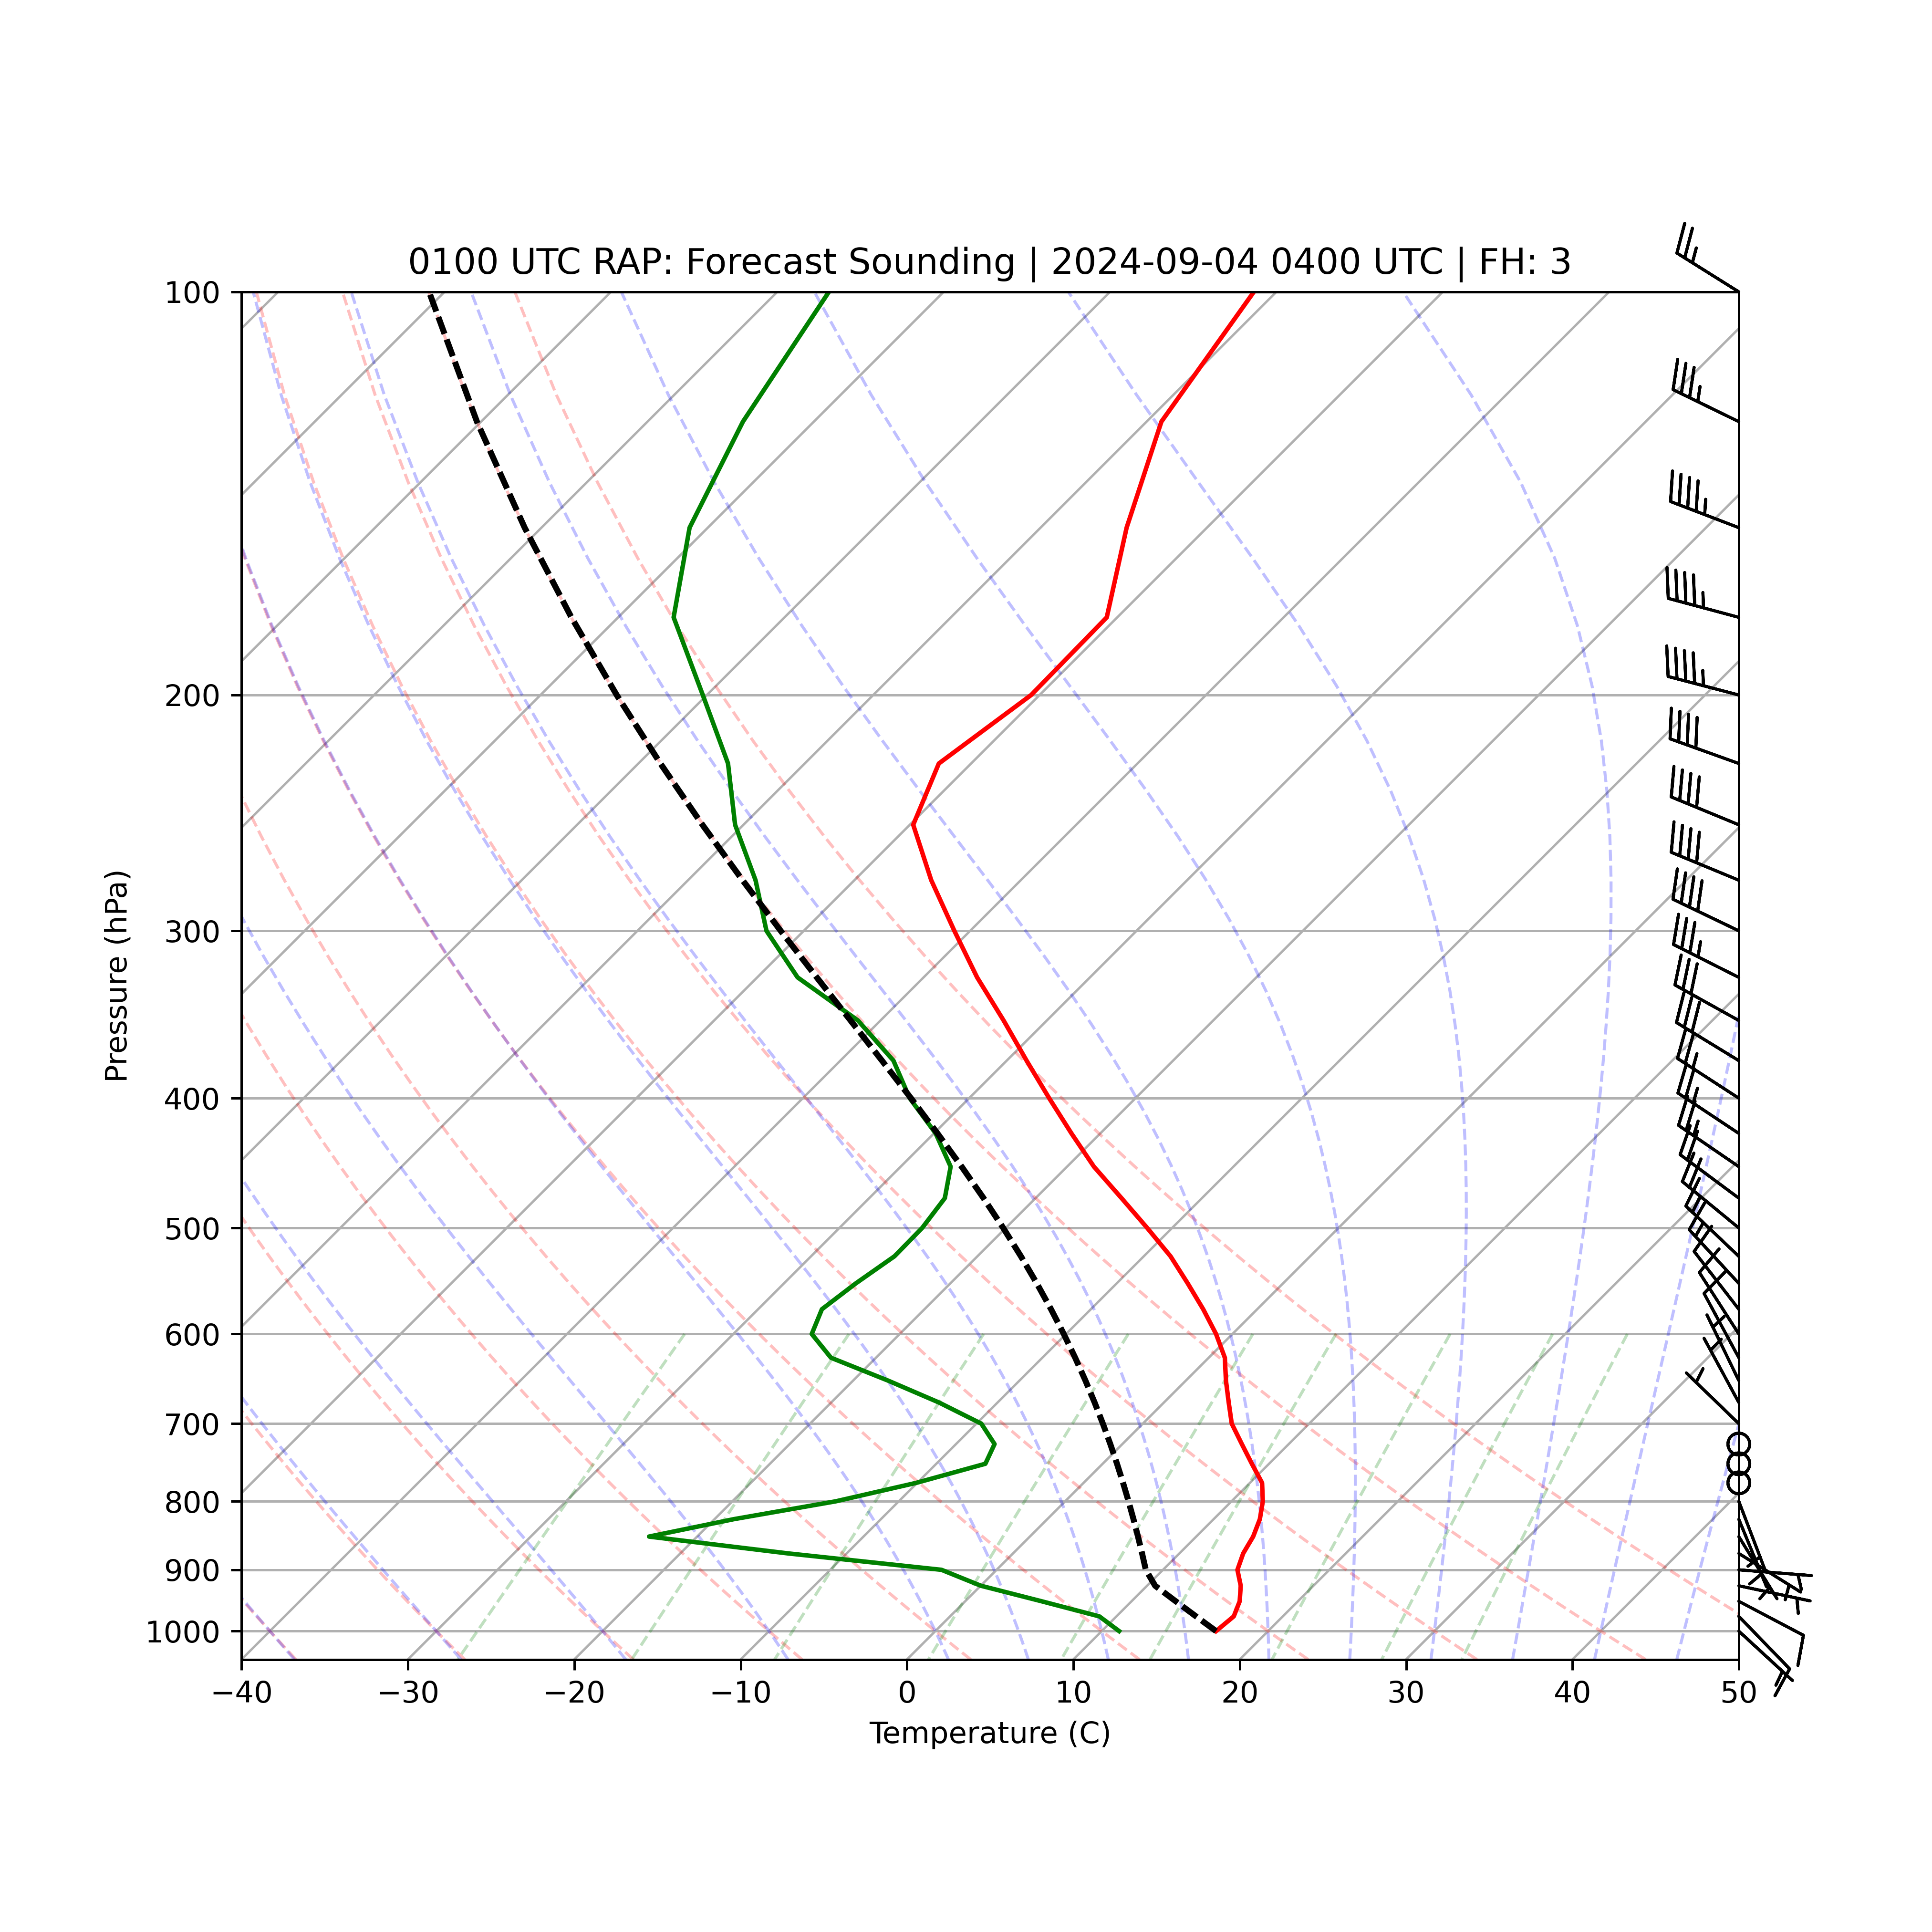 0100 UTC RAP: Forecast Sounding | 2024-09-04 0400 UTC | FH: 3
100
200
300
400
500
600
700
800
900
1000
Pressure (hPa)
−40 −30 −20 −10 0 10 20 30 40 50
Temperature (C)